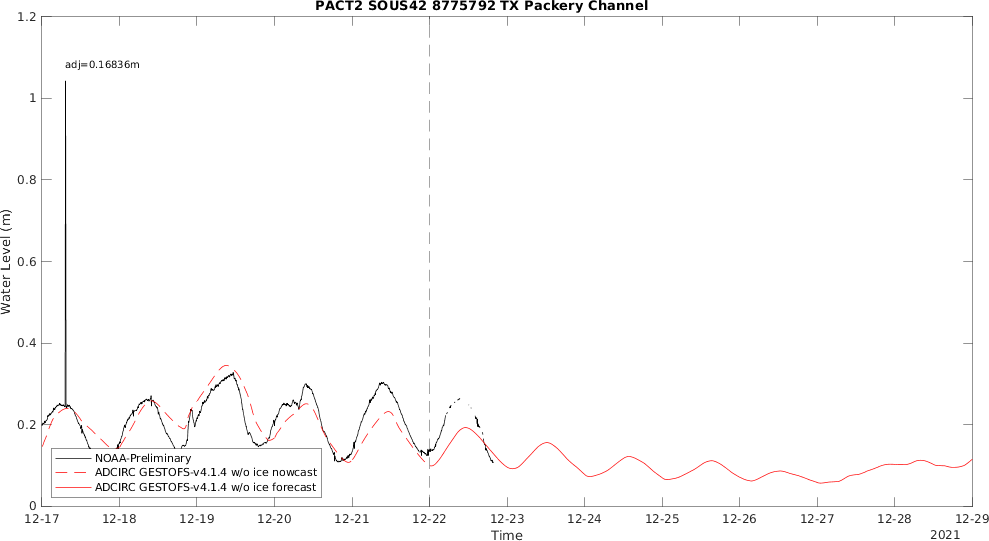 PACT2 SOUS42 8775792 TX Packery Channel
adj=0.16836m
1.2
1
0.8
0.6
0.4
0.2
0
Water Level (m)
NOAA-Preliminary
ADCIRC GESTOFS-v4.1.4 w/o ice nowcast
ADCIRC GESTOFS-v4.1.4 w/o ice forecast
12-17 12-18 12-19 12-20 12-21 12-22 12-23 12-24 12-25 12-26 12-27 12-28 12-29
Time
2021